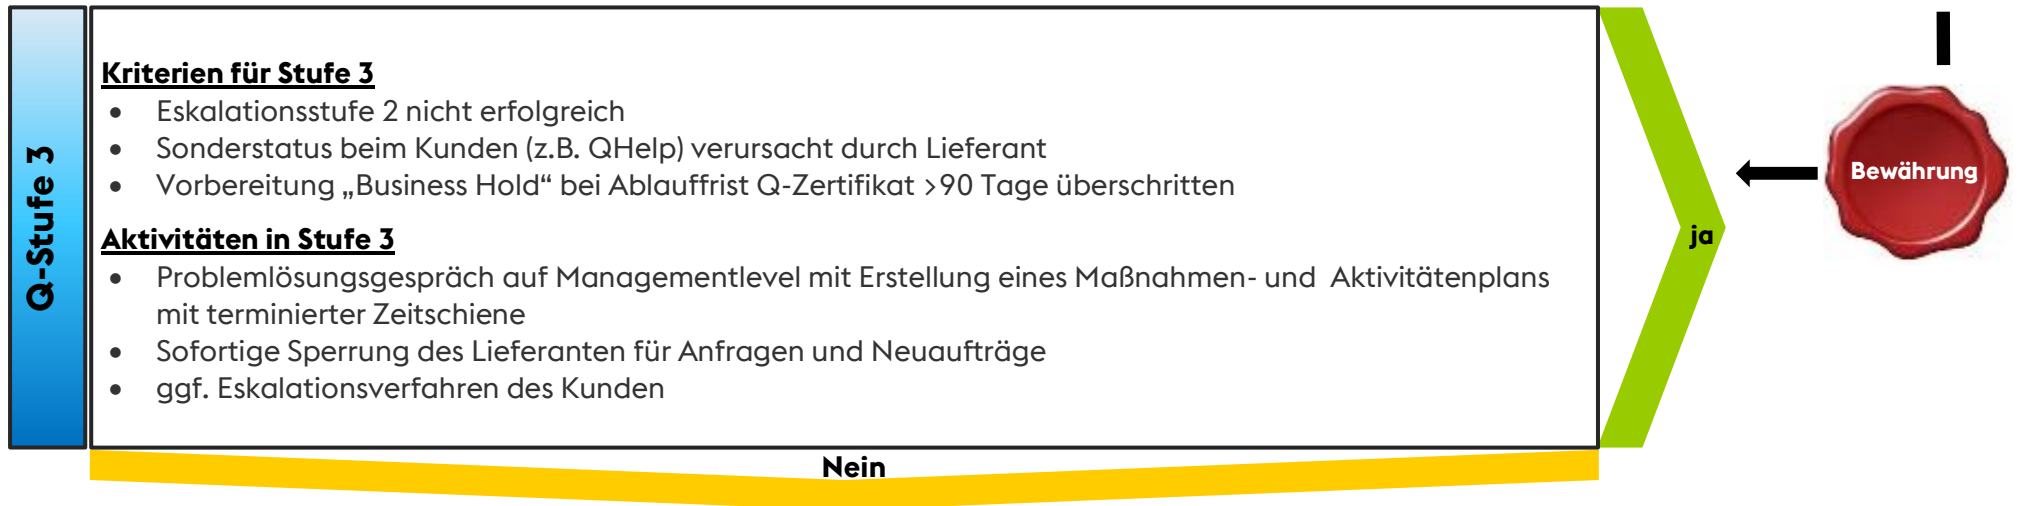 Q-Stufe 3
Kriterien für Stufe 3
• Eskalationsstufe 2 nicht erfolgreich
• Sonderstatus beim Kunden (z.B. QHelp) verursacht durch Lieferant
• Vorbereitung „Business Hold“ bei Ablauffrist Q-Zertifikat >90 Tage überschritten
Aktivitäten in Stufe 3
• Problemlösungsgespräch auf Managementlevel mit Erstellung eines Maßnahmen- und Aktivitätenplans
mit terminierter Zeitschiene
• Sofortige Sperrung des Lieferanten für Anfragen und Neuaufträge
• ggf. Eskalationsverfahren des Kunden
ja
Bewährung
Nein